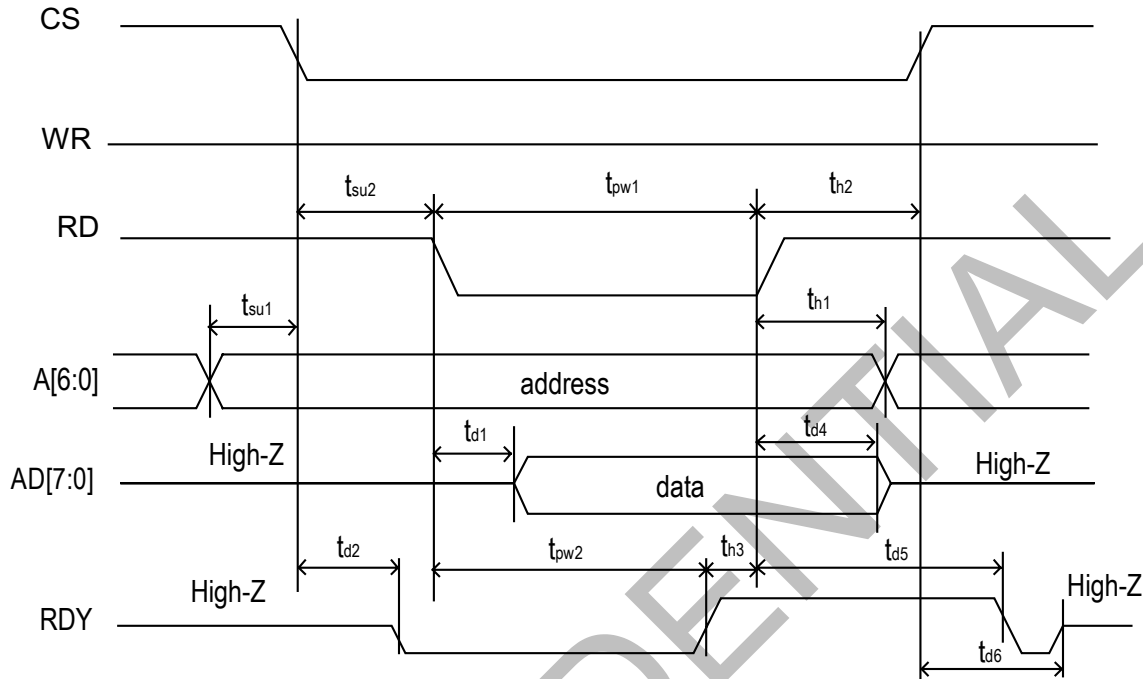 CS
WR
tsu2 tpw1 th2
RD
tsu1 th1
A[6:0] address
td1 td4
High-Z High-Z
AD[7:0] data
td2 tpw2 th3 td5
High-Z High-Z
RDY
td6
DENTIAL